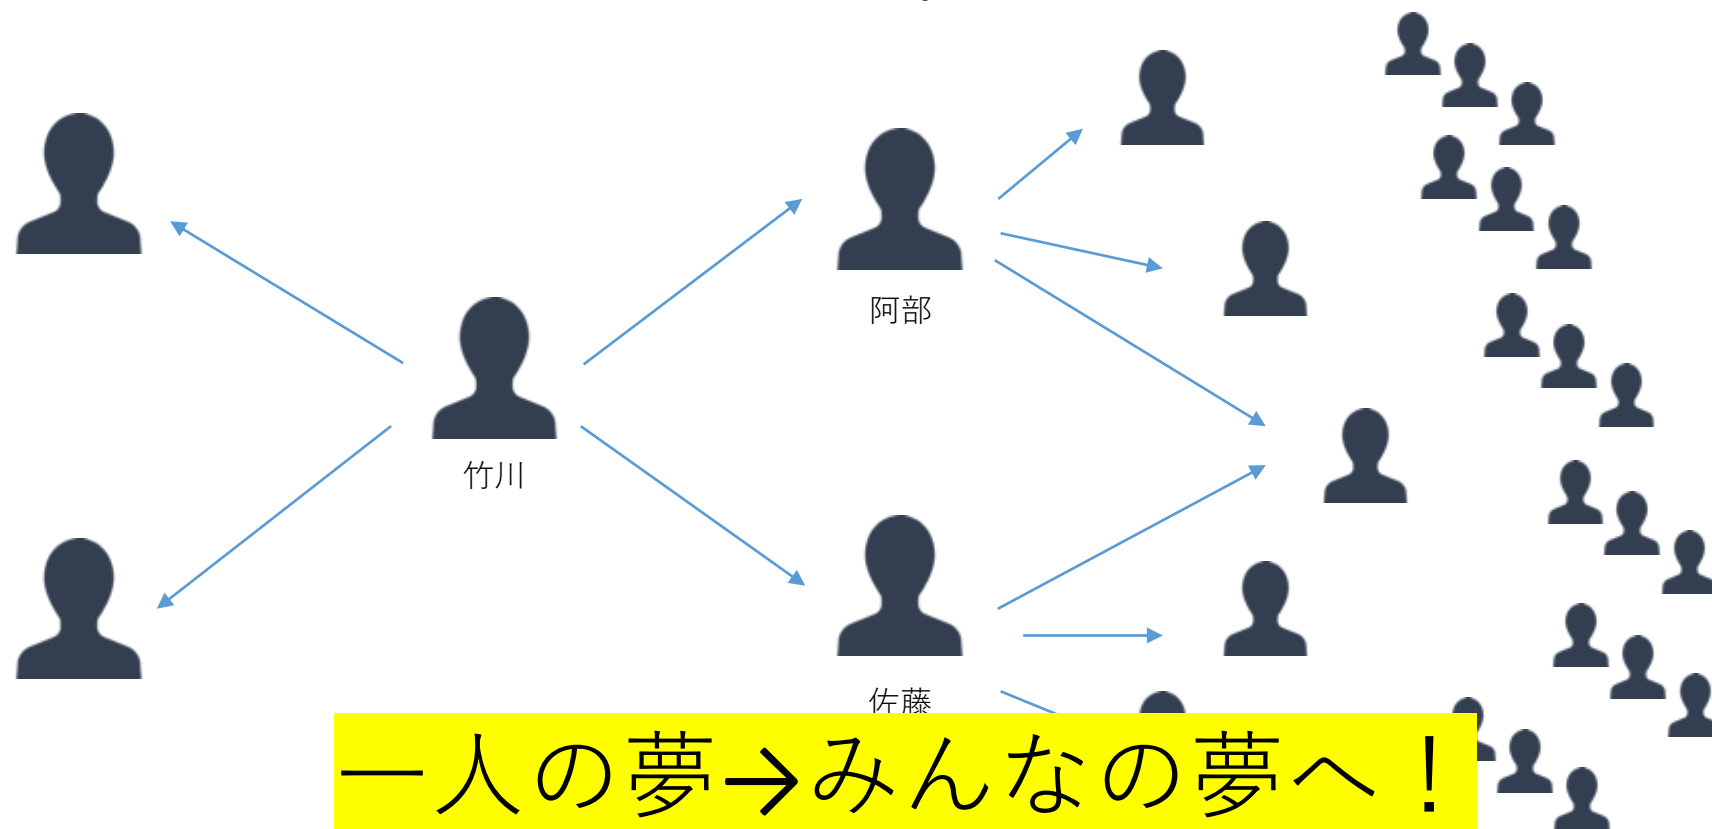 阿部
竹川
佐藤
一人の夢→みんなの夢へ！